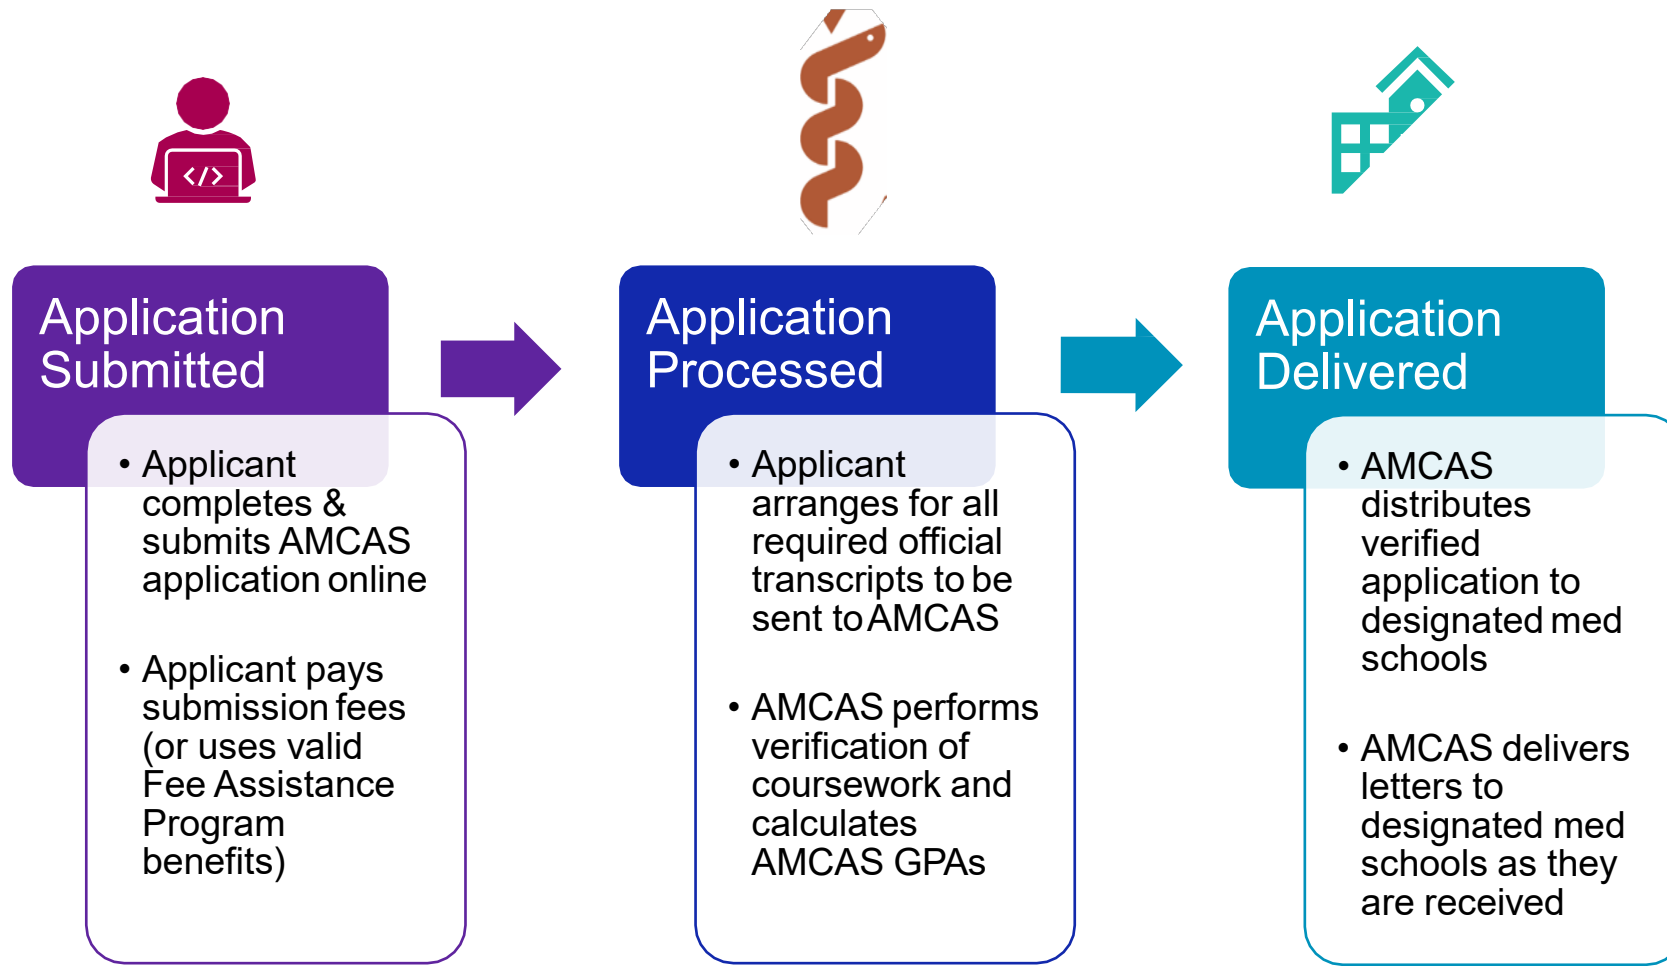 </>
Application
Submitted
• Applicant
completes &
submits AMCAS
application online
• Applicant pays
submission fees
(or uses valid
Fee Assistance
Program
benefits)
Application
Processed
• Applicant
arranges for all
required official
transcripts to be
sent to AMCAS
• AMCAS performs
verification of
coursework and
calculates
AMCAS GPAs
Application
Delivered
• AMCAS
distributes
verified
application to
designated med
schools
• AMCAS delivers
letters to
designated med
schools as they
are received